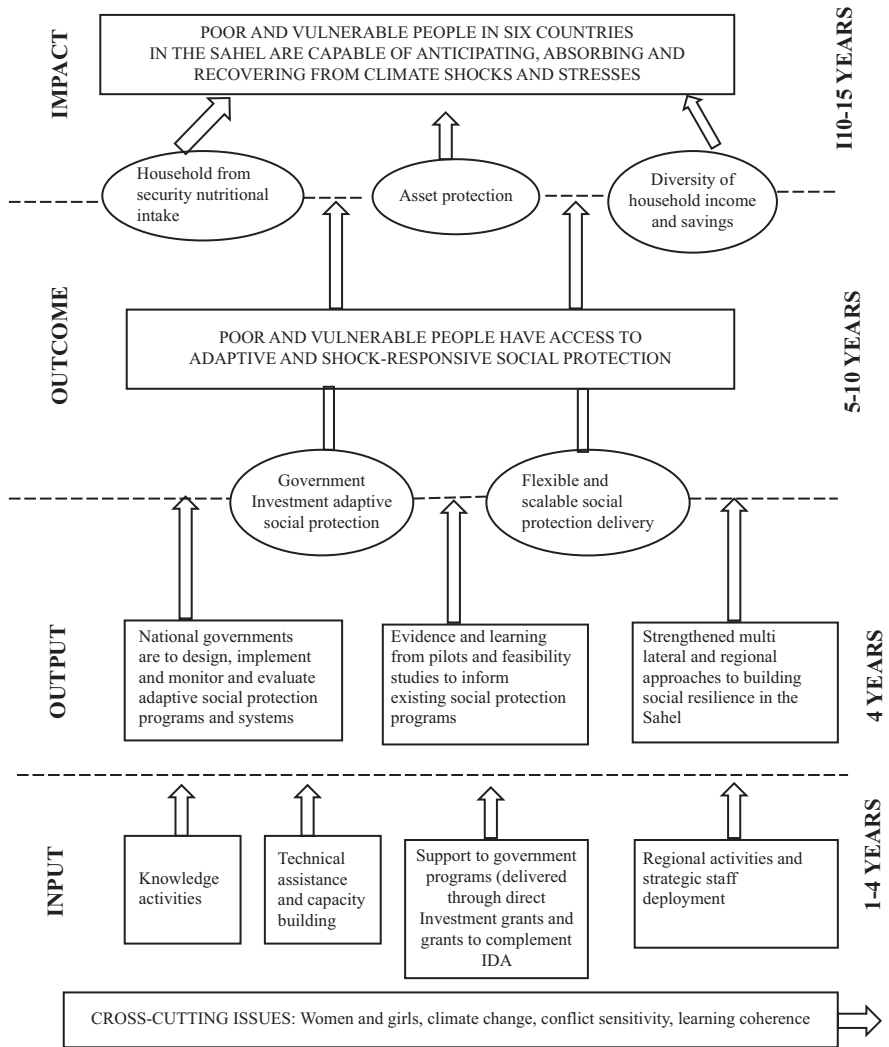 IMPACT
I10-15 YEARS
POOR AND VULNERABLE PEOPLE IN SIX COUNTRIES
IN THE SAHEL ARE CAPABLE OF ANTICIPATING, ABSORBING AND
RECOVERING FROM CLIMATE SHOCKS AND STRESSES
Household from
security nutritional
intake
Asset protection
Diversity of
household income
and savings
OUTCOME
5-10 YEARS
POOR AND VULNERABLE PEOPLE HAVE ACCESS TO
ADAPTIVE AND SHOCK-RESPONSIVE SOCIAL PROTECTION
Government
Investment adaptive
social protection
Flexible and
scalable social
protection delivery
OUTPUT
4 YEARS
National governments
are to design, implement
and monitor and evaluate
adaptive social protection
programs and systems
Evidence and learning
from pilots and feasibility
studies to inform
existing social protection
programs
Strengthened multi
lateral and regional
approaches to building
social resilience in the
Sahel
INPUT
1-4 YEARS
Knowledge
activities
Technical
assistance
and capacity
building
Support to government
programs (delivered
through direct
Investment grants and
grants to complement
IDA
Regional activities and
strategic staff
deployment
CROSS-CUTTING ISSUES: Women and girls, climate change, conflict sensitivity, learning coherence